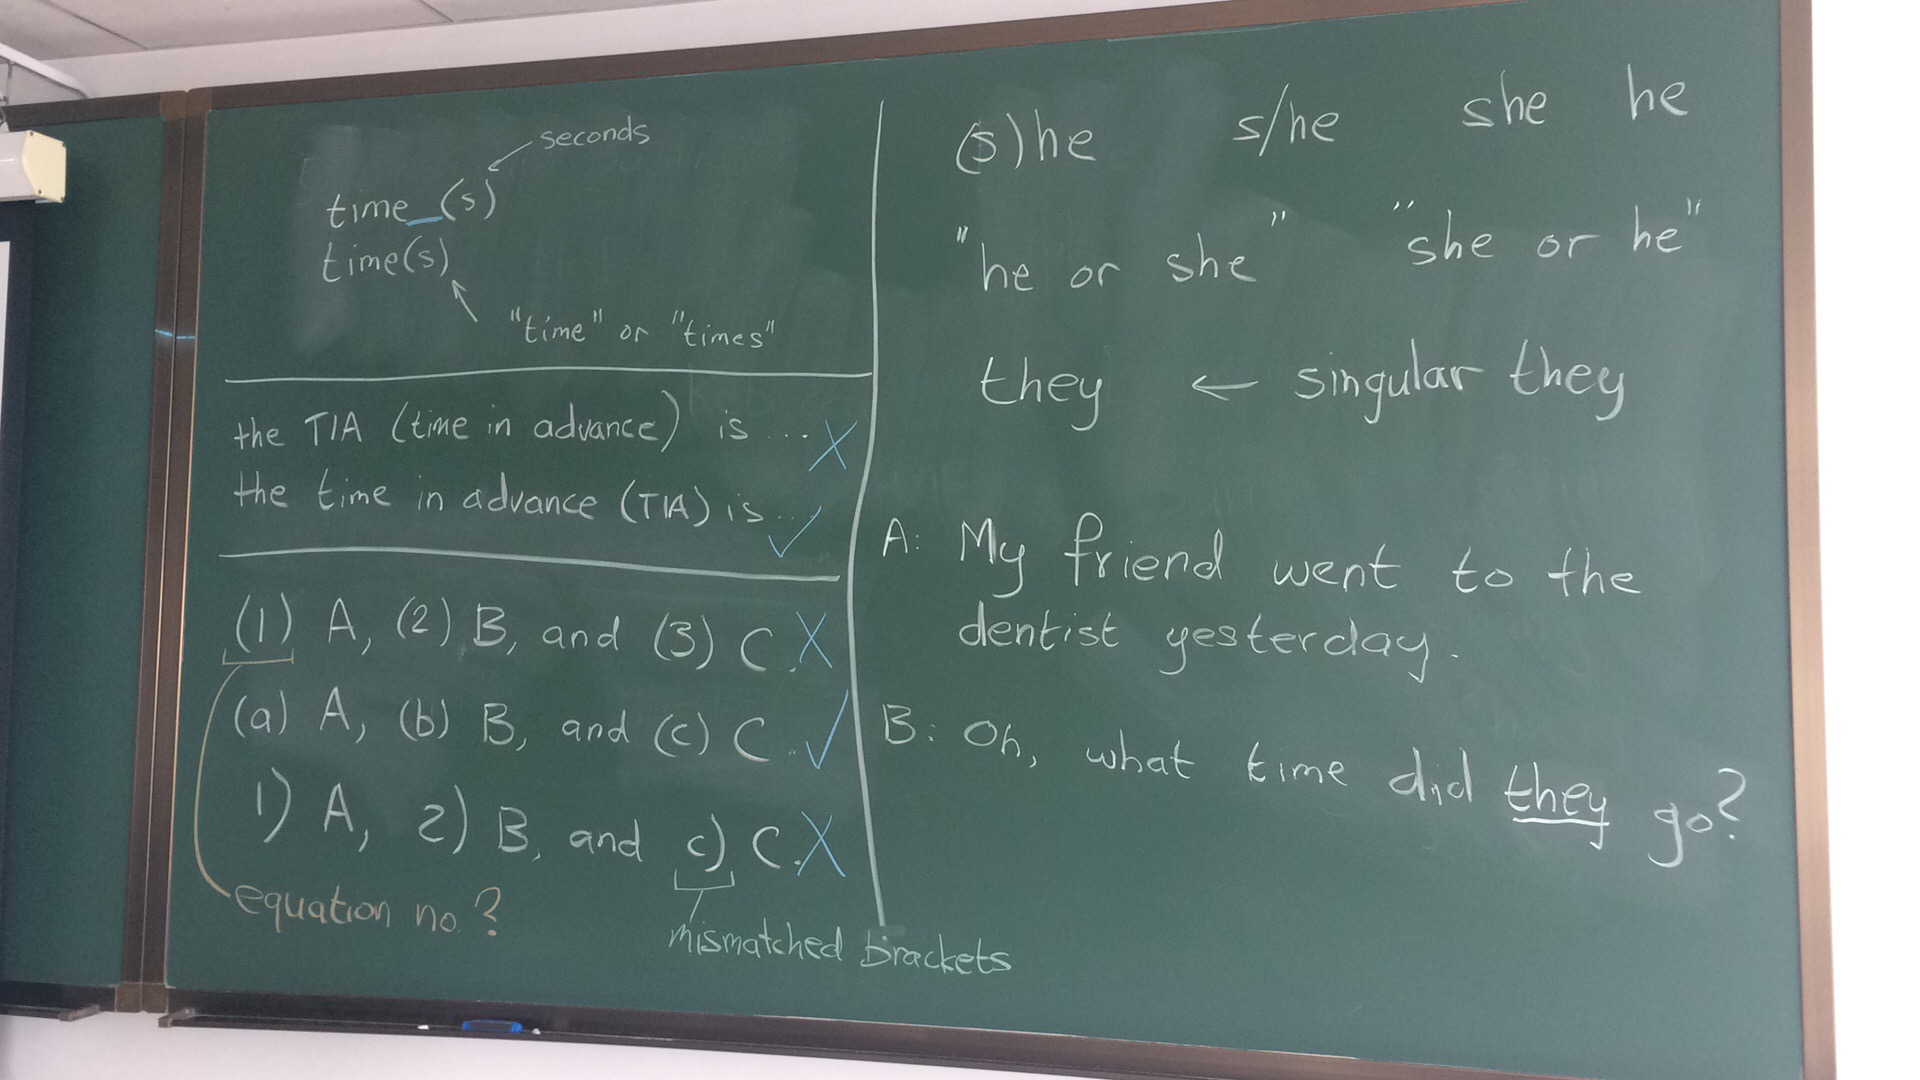 seconds
time_(s)
time(s)
"time" or "times"
the TIA (time in advance) is ... X
the time in advance (TIA) is ... ✓
(1) A, (2) B, and (3) C. X
(a) A, (b) B, and (c) C. ✓
1) A, 2) B, and c) C. X
equation no.?
mismatched brackets
(s)he s/he she he
"he or she" "she or he"
they ← singular they
A: My friend went to the
dentist yesterday.
B: Oh, what time did they go?